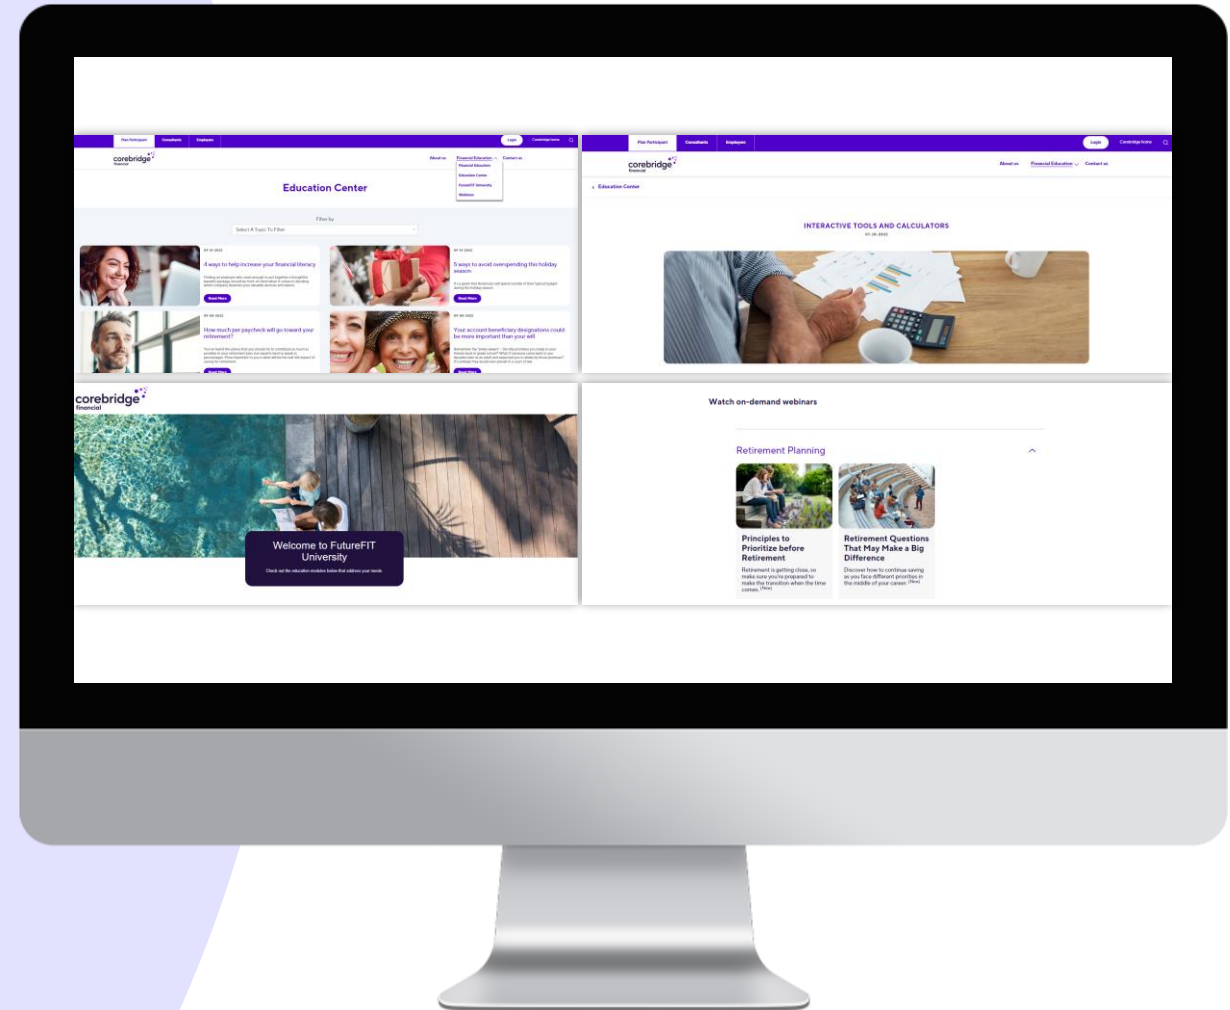 Plan Participant Consultants Employers Login Corebridge home
corebridge
financial
About us Financial Education Contact us
Financial Education
Education Center
FutureFIT University
Webinars
Education Center
Filter by
Select A Topic To Filter
4 ways to help increase your financial literacy
Read More
5 ways to avoid overspending this holiday
season
Read More
How much per paycheck will go toward your
retirement?
Read More
Your account beneficiary designations could
be more important than your will
Read More
Plan Participant Consultants Employers Login Corebridge home
corebridge
financial
About us Financial Education Contact us
Education Center
INTERACTIVE TOOLS AND CALCULATORS
corebridge
financial
Welcome to FutureFIT
University
Check out the education modules below that address your needs
Watch on-demand webinars
Retirement Planning
Principles to
Prioritize before
Retirement
Retirement is getting close, so
make sure you're prepared to
make the transition when the time
comes. (New)
Retirement Questions
That May Make a Big
Difference
Discover how to continue saving
as you face different priorities in
the middle of your career. (New)